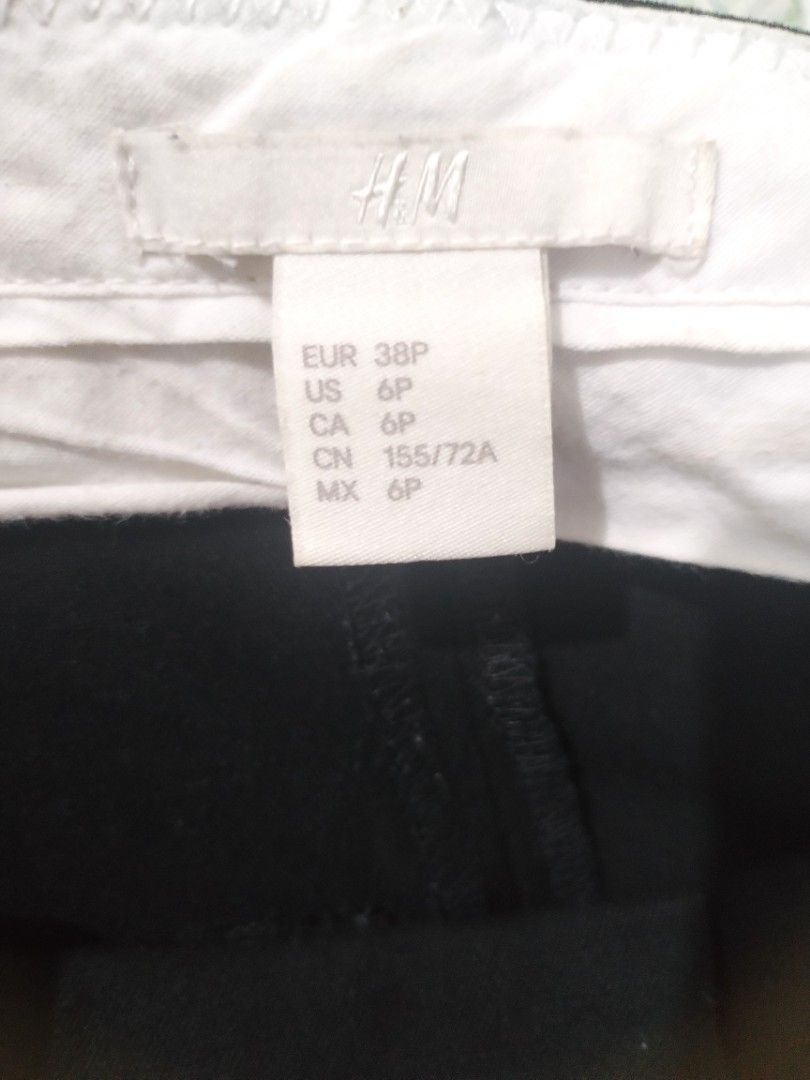 H&M
EUR 38P
US 6P
CA 6P
CN 155/72A
MX 6P